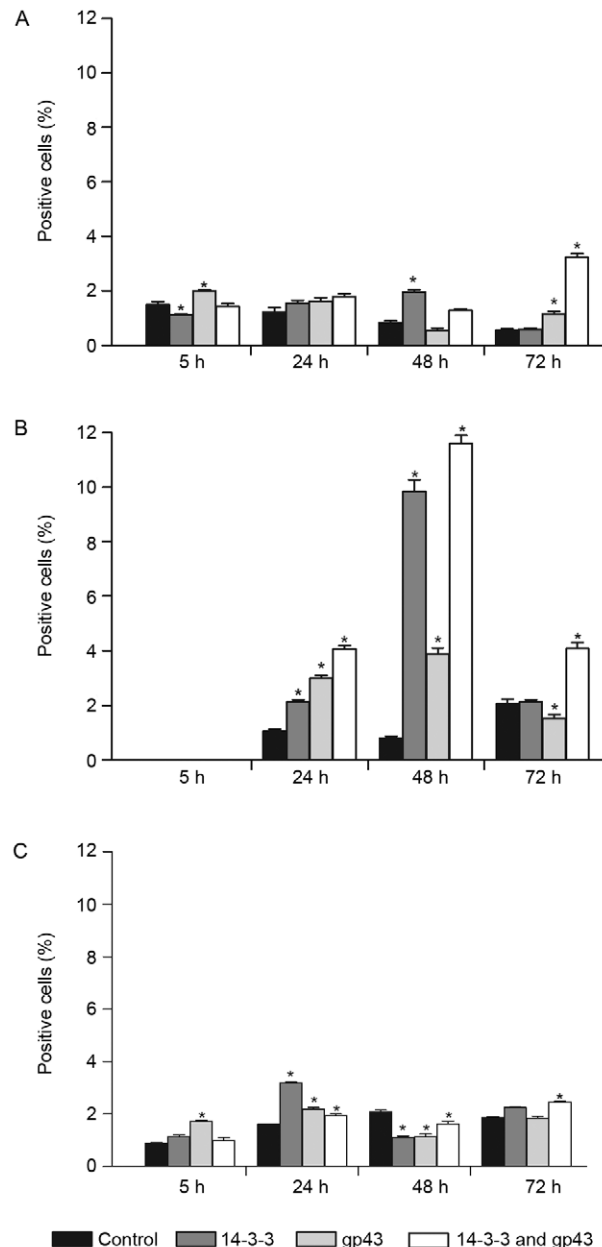 A
Positive cells (%)
12
10
8
6
4
2
0
* * * * *
5 h 24 h 48 h 72 h
B
Positive cells (%)
12
10
8
6
4
2
0
* * * * * * * *
5 h 24 h 48 h 72 h
C
Positive cells (%)
12
10
8
6
4
2
0
* * * * * * * *
5 h 24 h 48 h 72 h
Control 14-3-3 gp43 14-3-3 and gp43